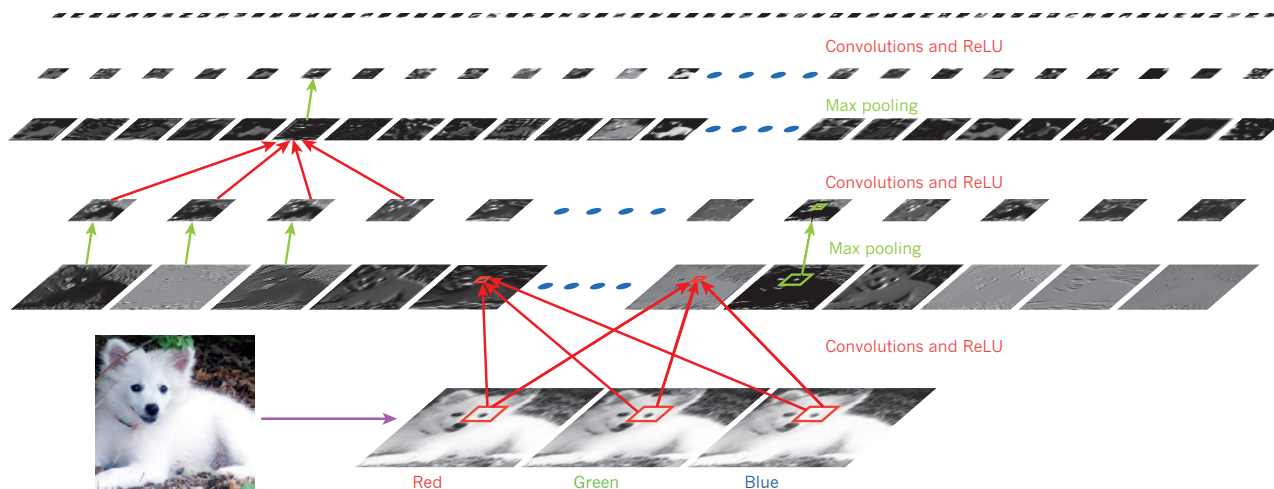 Convolutions and ReLU
Max pooling
Convolutions and ReLU
Max pooling
Convolutions and ReLU
Red Green Blue